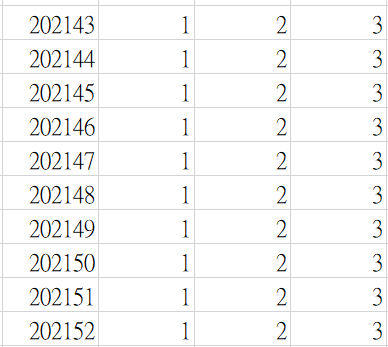 202143 1 2 3
202144 1 2 3
202145 1 2 3
202146 1 2 3
202147 1 2 3
202148 1 2 3
202149 1 2 3
202150 1 2 3
202151 1 2 3
202152 1 2 3